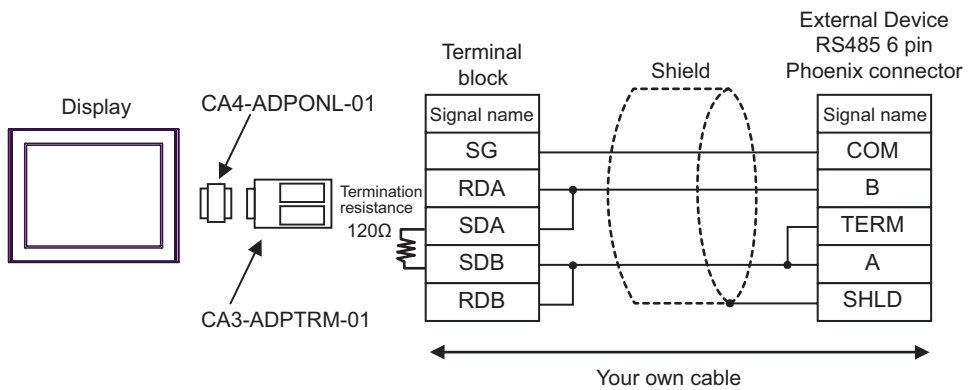 External Device
RS485 6 pin
Phoenix connector
Terminal
block
Shield
Display
CA4-ADPONL-01
Signal name
Signal name
SG
COM
RDA
B
Termination
resistance
120Ω
SDA
TERM
SDB
A
RDB
SHLD
CA3-ADPTRM-01
Your own cable